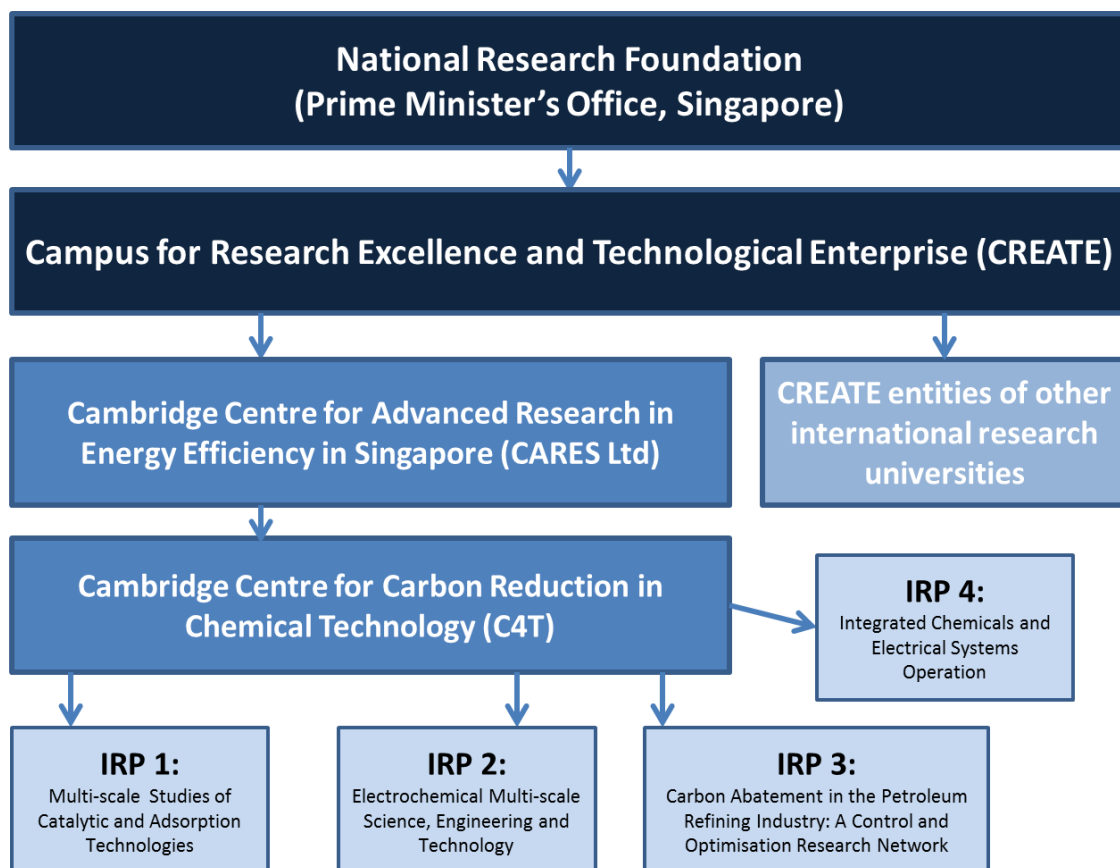 National Research Foundation
(Prime Minister’s Office, Singapore)
Campus for Research Excellence and Technological Enterprise (CREATE)
Cambridge Centre for Advanced Research in
Energy Efficiency in Singapore (CARES Ltd)
CREATE entities of other
international research
universities
Cambridge Centre for Carbon Reduction in
Chemical Technology (C4T)
IRP 4:
Integrated Chemicals and
Electrical Systems
Operation
IRP 1:
Multi-scale Studies of
Catalytic and Adsorption
Technologies
IRP 2:
Electrochemical Multi-scale
Science, Engineering and
Technology
IRP 3:
Carbon Abatement in the Petroleum
Refining Industry: A Control and
Optimisation Research Network